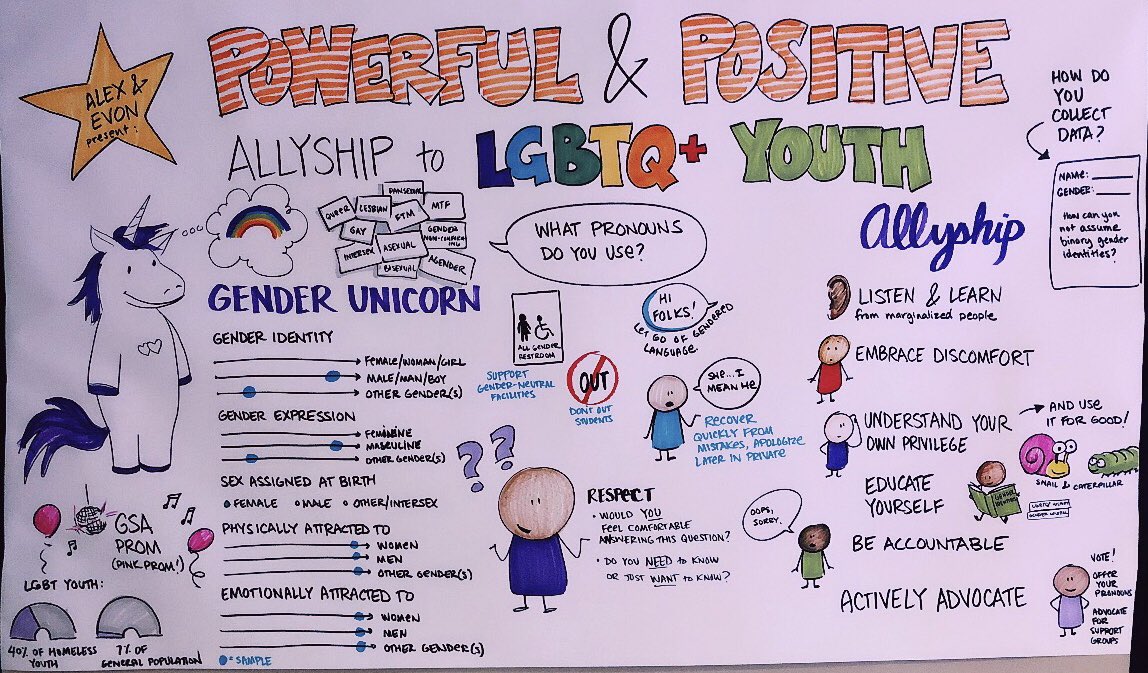 ALEX &
EVON
present:
POWERFUL & POSITIVE
ALLYSHIP to LGBTQ+ YOUTH
HOW DO
YOU
COLLECT
DATA?
NAME:
GENDER:
How can you
not assume
binary gender
identities?
QUEER
LESBIAN
PANSEXUAL
FTM
MTF
GAY
GENDER
NON-CONFORM-
ING
INTERSEX
ASEXUAL
BISEXUAL
AGENDER
WHAT PRONOUNS
DO YOU USE?
GENDER UNICORN
GENDER IDENTITY
FEMALE/WOMAN/GIRL
MALE/MAN/BOY
OTHER GENDER(S)
GENDER EXPRESSION
FEMININE
MASCULINE
OTHER GENDER(S)
SEX ASSIGNED AT BIRTH
FEMALE MALE OTHER/INTERSEX
PHYSICALLY ATTRACTED TO
WOMEN
MEN
OTHER GENDER(S)
EMOTIONALLY ATTRACTED TO
WOMEN
MEN
OTHER GENDER(S)
= SAMPLE
GSA
PROM
(PINK PROM!)
LGBT YOUTH:
40% OF HOMELESS
YOUTH
7% OF
GENERAL POPULATION
ALL GENDER
RESTROOM
SUPPORT
GENDER-NEUTRAL
FACILITIES
HI
FOLKS!
LET GO OF GENDERED
LANGUAGE
OUT
DON'T OUT
STUDENTS
SHE...I
MEAN HE
RECOVER
QUICKLY FROM
MISTAKES, APOLOGIZE
LATER IN PRIVATE
??
RESPECT
• WOULD YOU
FEEL COMFORTABLE
ANSWERING THIS QUESTION?
• DO YOU NEED TO KNOW
OR JUST WANT TO KNOW?
Allyship
LISTEN & LEARN
from marginalized people
EMBRACE DISCOMFORT
UNDERSTAND YOUR
OWN PRIVILEGE
AND USE
IT FOR GOOD!
EDUCATE
YOURSELF
SNAIL & CATERPILLAR
OOPS,
SORRY.
BE ACCOUNTABLE
ACTIVELY ADVOCATE
VOTE!
OFFER
YOUR
PRONOUNS
ADVOCATE
FOR
SUPPORT
GROUPS